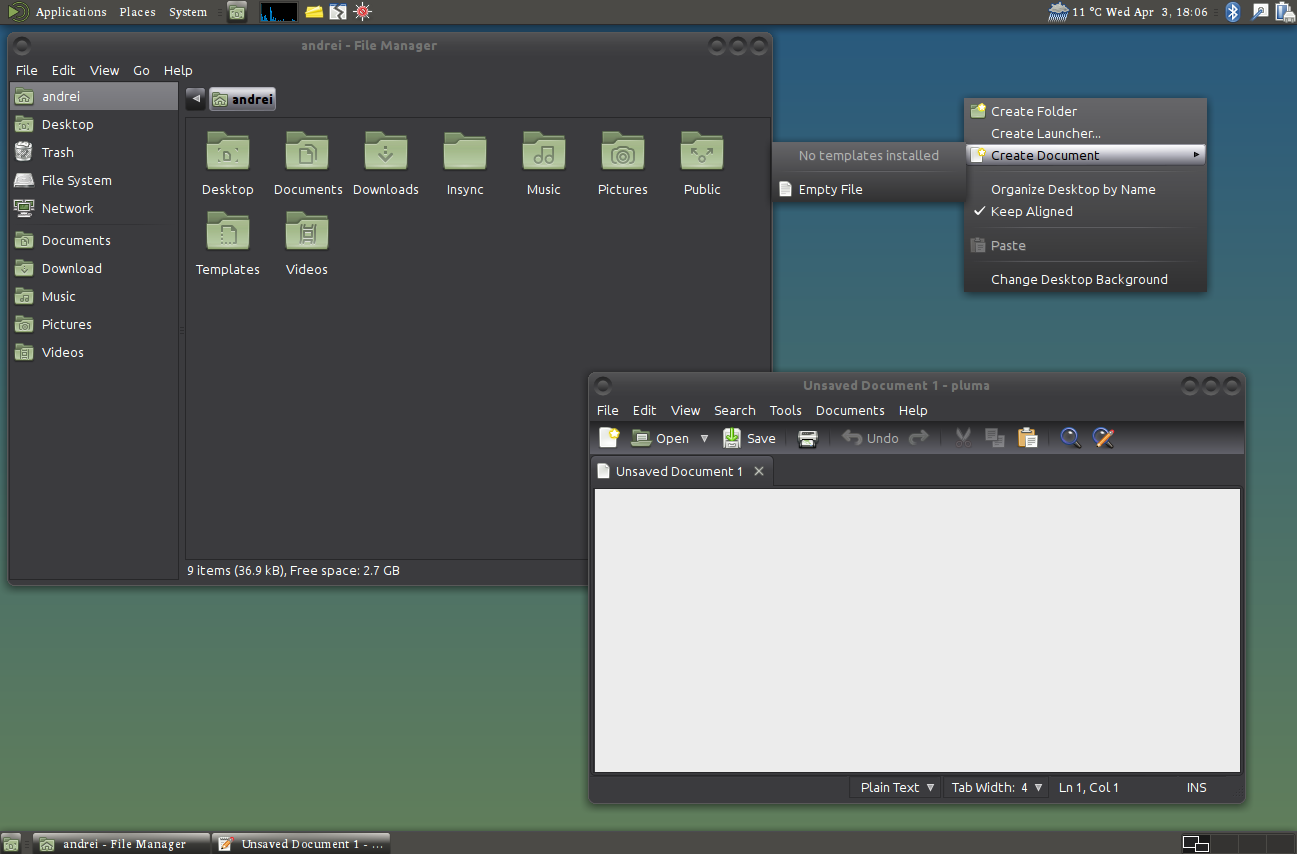 Applications Places System
11 °C Wed Apr 3, 18:06
andrei - File Manager
File Edit View Go Help
andrei
Desktop
Trash
File System
Network
Documents
Download
Music
Pictures
Videos
andrei
Desktop Documents Downloads Insync Music Pictures Public
Templates Videos
9 items (36.9 kB), Free space: 2.7 GB
Create Folder
Create Launcher...
Create Document
Organize Desktop by Name
Keep Aligned
Paste
Change Desktop Background
No templates installed
Empty File
Unsaved Document 1 - pluma
File Edit View Search Tools Documents Help
Open Save Undo
Unsaved Document 1
Plain Text Tab Width: 4 Ln 1, Col 1 INS
andrei - File Manager Unsaved Document 1 - ...